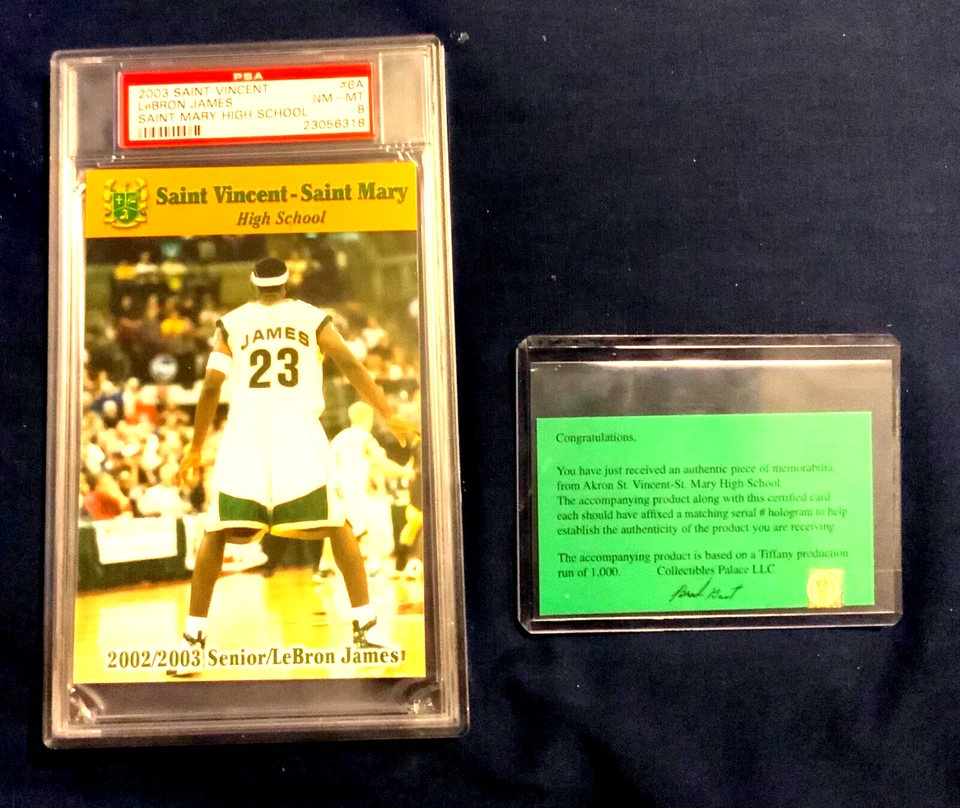 PSA
2003 SAINT VINCENT #6A
LeBRON JAMES NM - MT
SAINT MARY HIGH SCHOOL 8
23056318
Saint Vincent - Saint Mary
High School
JAMES
23
2002/2003 Senior/LeBron James
Congratulations,
You have just received an authentic piece of memorabilia
from Akron St. Vincent-St. Mary High School
The accompanying product along with this certified card
each should have affixed a matching serial # hologram to help
establish the authenticity of the product you are receiving.
The accompanying product is based on a Tiffany production
run of 1,000. Collectibles Palace LLC